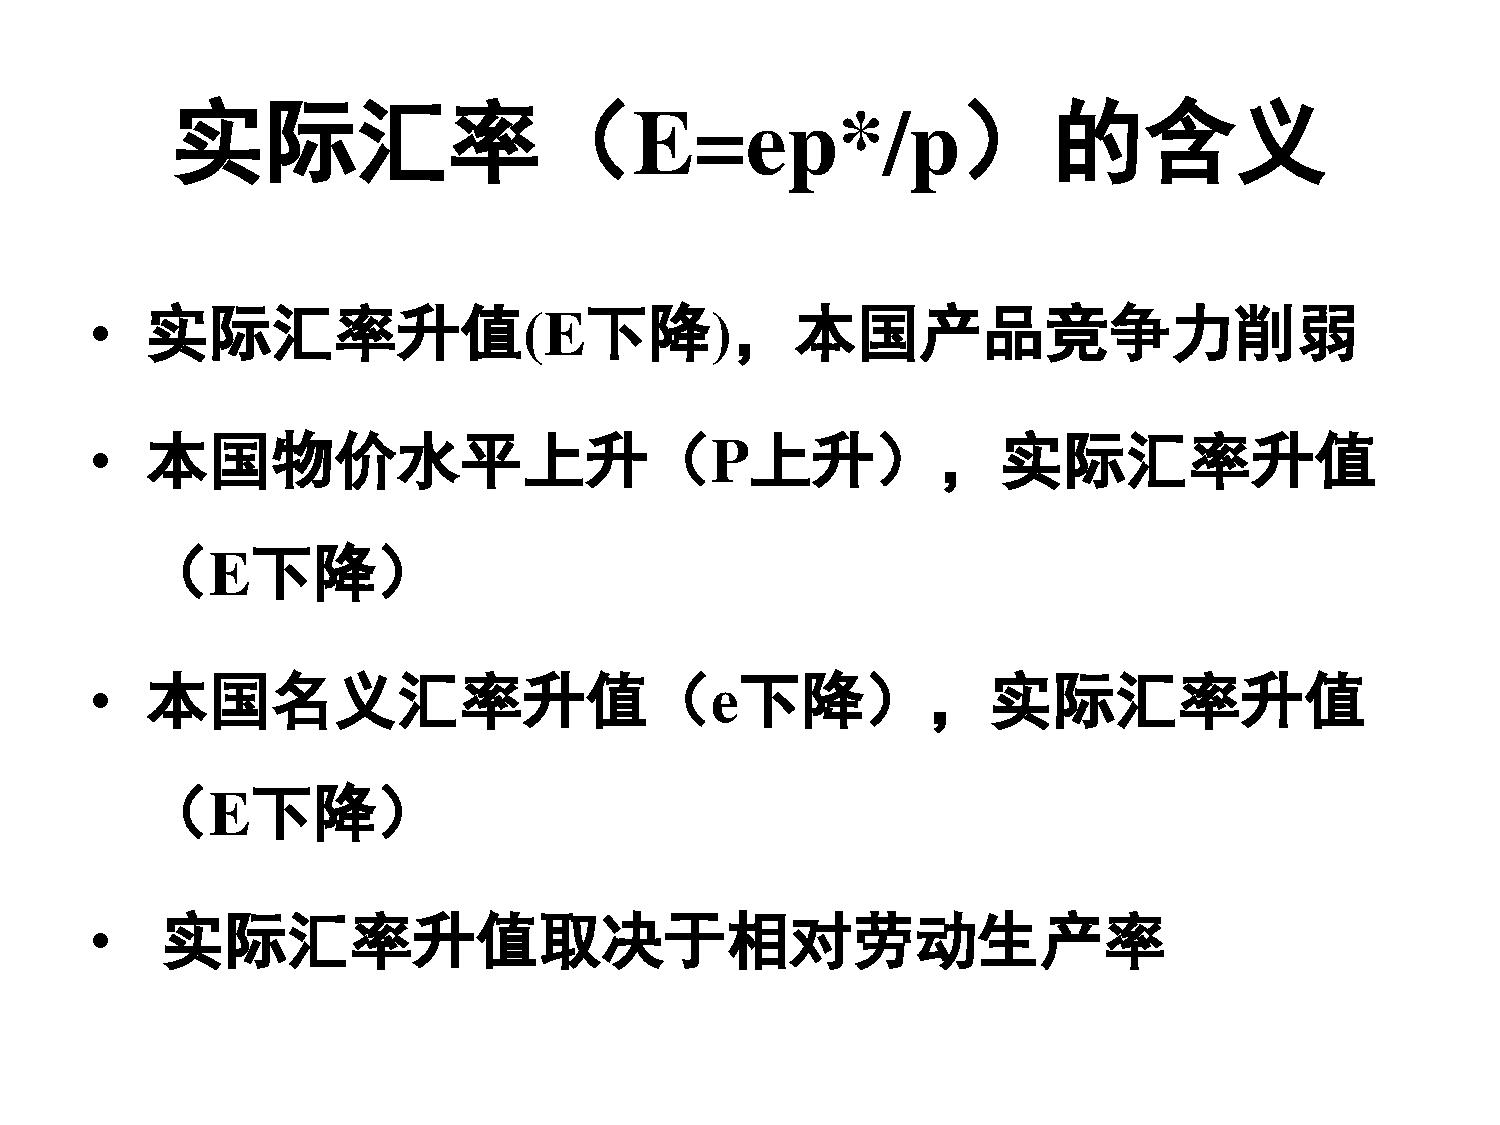 实际汇率（E=ep*/p）的含义
• 实际汇率升值(E下降)，本国产品竞争力削弱
• 本国物价水平上升（P上升），实际汇率升值
（E下降）
• 本国名义汇率升值（e下降），实际汇率升值
（E下降）
• 实际汇率升值取决于相对劳动生产率